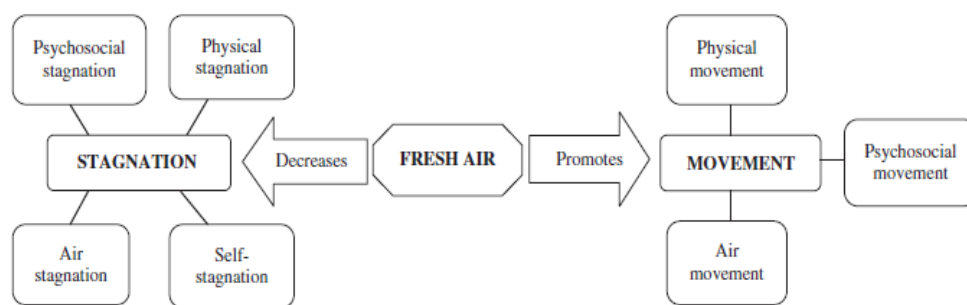 Psychosocial
stagnation
Physical
stagnation
STAGNATION
Air
stagnation
Self-
stagnation
Decreases
FRESH AIR
Promotes
Physical
movement
MOVEMENT
Psychosocial
movement
Air
movement